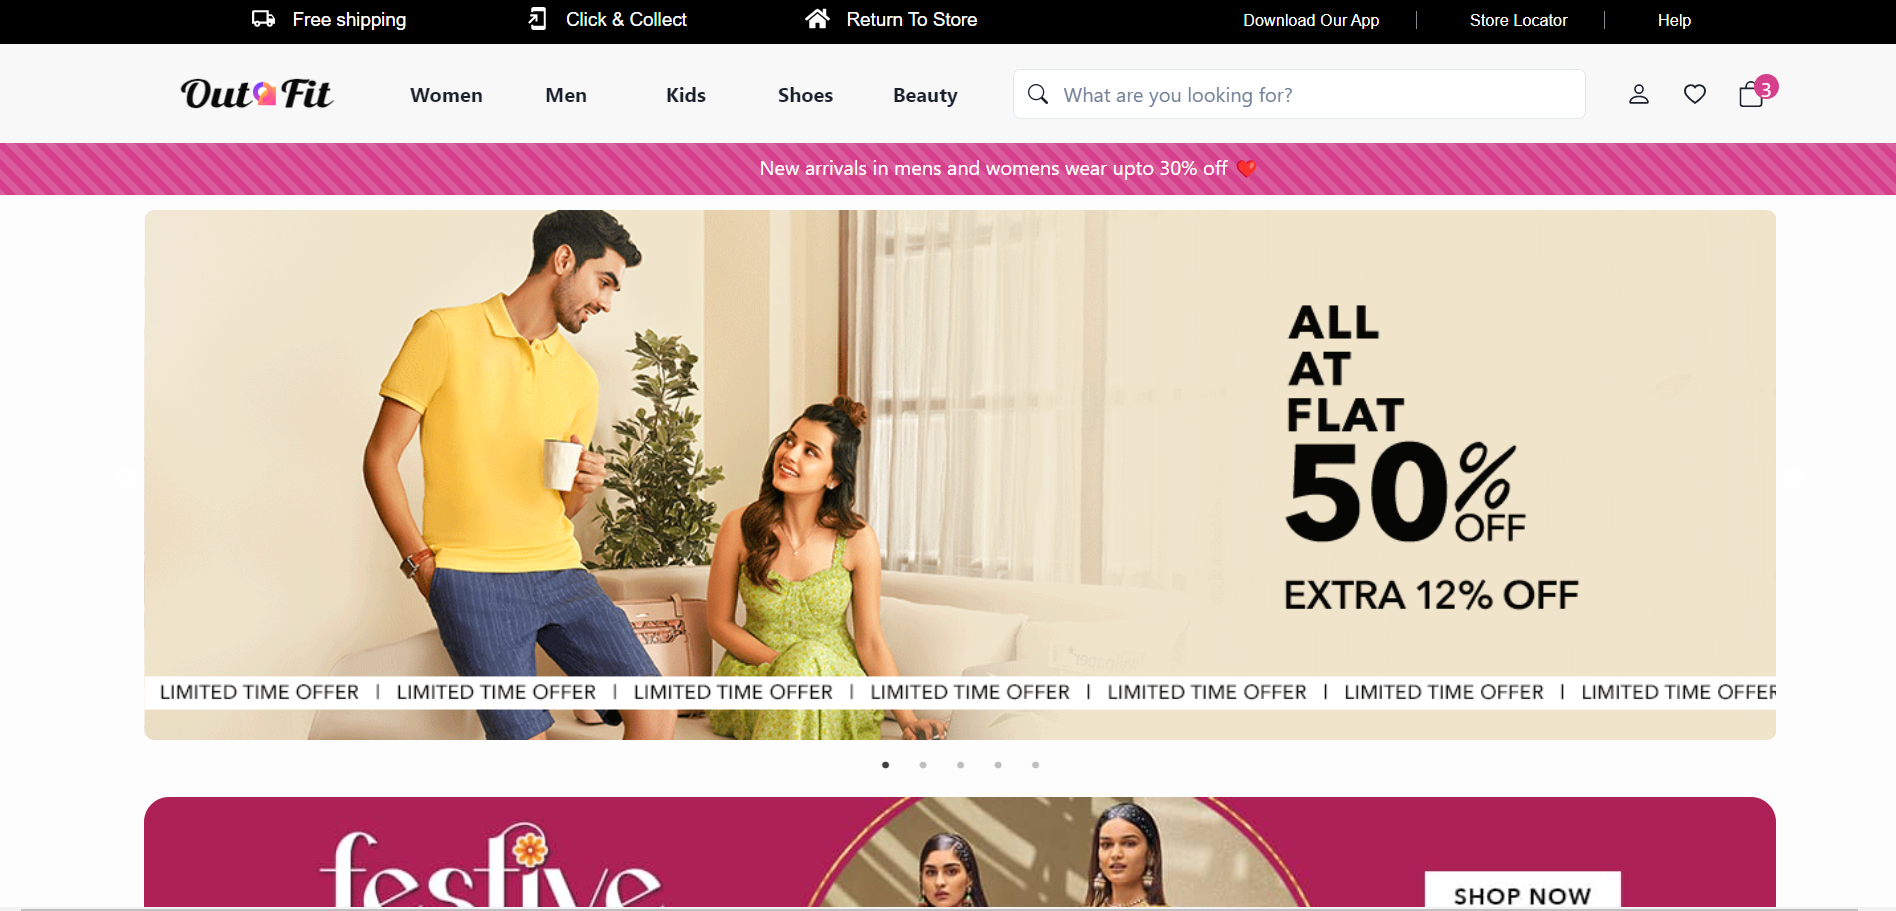 Free shipping
Click & Collect
Return To Store
Download Our App
Store Locator
Help
Out Fit
Women
Men
Kids
Shoes
Beauty
What are you looking for?
3
New arrivals in mens and womens wear upto 30% off ❤️
ALL
AT
FLAT
50%
OFF
EXTRA 12% OFF
LIMITED TIME OFFER | LIMITED TIME OFFER | LIMITED TIME OFFER | LIMITED TIME OFFER | LIMITED TIME OFFER | LIMITED TIME OFFER | LIMITED TIME OFFER
festive
SHOP NOW